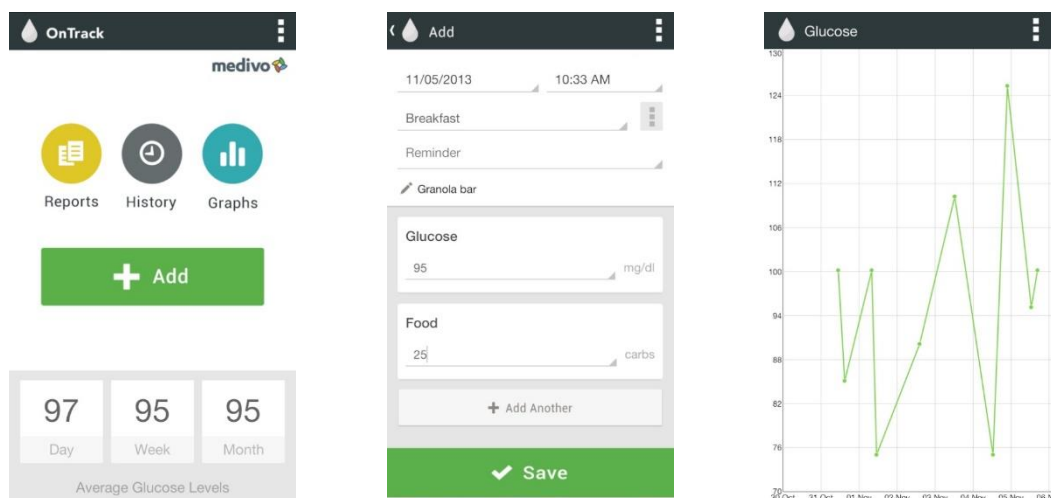 OnTrack
medivo
Reports History Graphs
Add
97 95 95
Day Week Month
Average Glucose Levels
Add
11/05/2013 10:33 AM
Breakfast
Reminder
Granola bar
Glucose
95 mg/dl
Food
25 carbs
Add Another
Save
Glucose
130
124
118
112
106
100
94
88
82
76
70
30 Oct 31 Oct 01 Nov 02 Nov 03 Nov 04 Nov 05 Nov